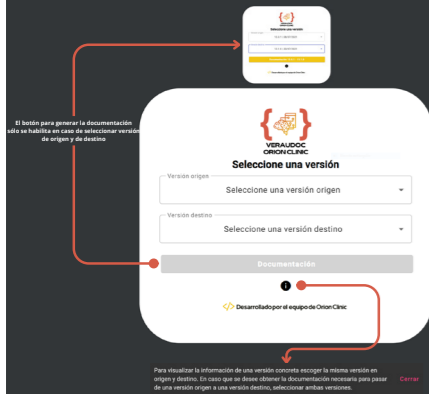 Seleccione una versión
El botón para generar la documentación
sólo se habilita en caso de seleccionar versión
de origen y de destino
VERAUDOC
ORION CLINIC
Seleccione una versión
Versión origen
Seleccione una versión origen
Versión destino
Seleccione una versión destino
Documentación
Desarrollado por el equipo de Orion Clinic
Para visualizar la información de una versión concreta escoger la misma versión en
origen y destino. En caso que se desee obtener la documentación necesaria para pasar
de una versión origen a una versión destino, seleccionar ambas versiones.
Cerrar